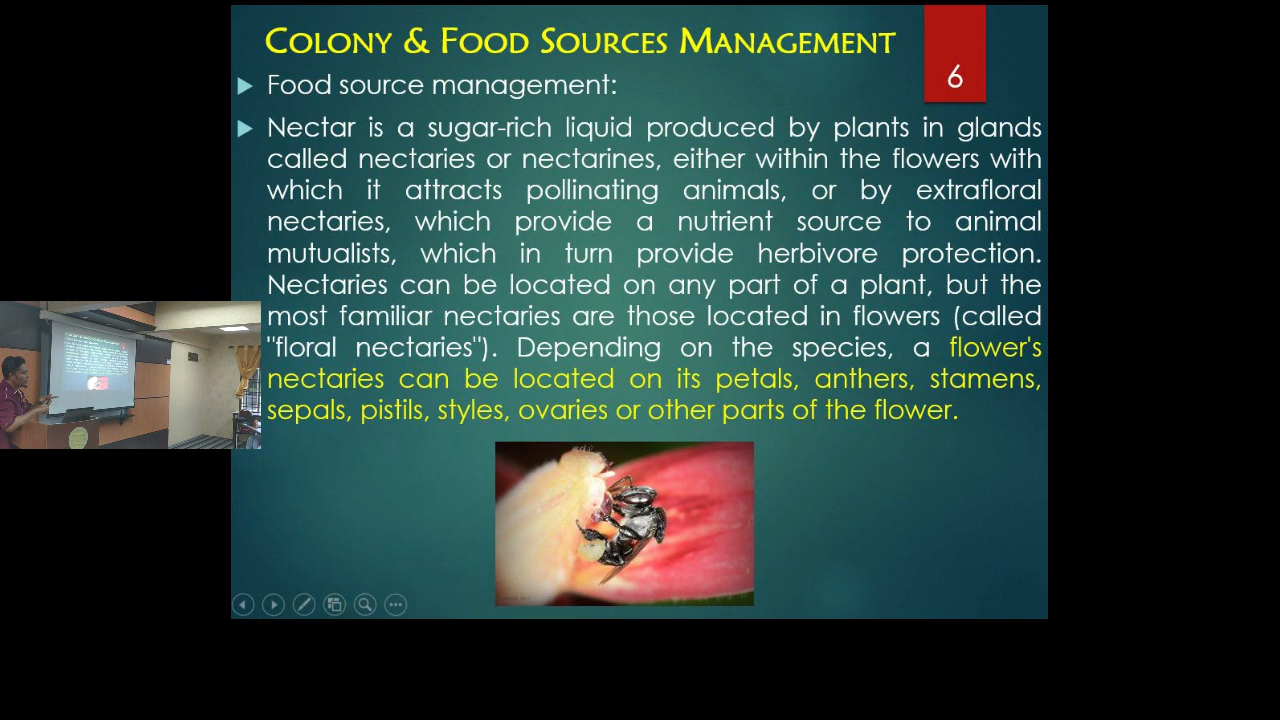 COLONY & FOOD SOURCES MANAGEMENT
6
Food source management:
Nectar is a sugar-rich liquid produced by plants in glands
called nectaries or nectarines, either within the flowers with
which it attracts pollinating animals, or by extrafloral
nectaries, which provide a nutrient source to animal
mutualists, which in turn provide herbivore protection.
Nectaries can be located on any part of a plant, but the
most familiar nectaries are those located in flowers (called
"floral nectaries"). Depending on the species, a flower's
nectaries can be located on its petals, anthers, stamens,
sepals, pistils, styles, ovaries or other parts of the flower.